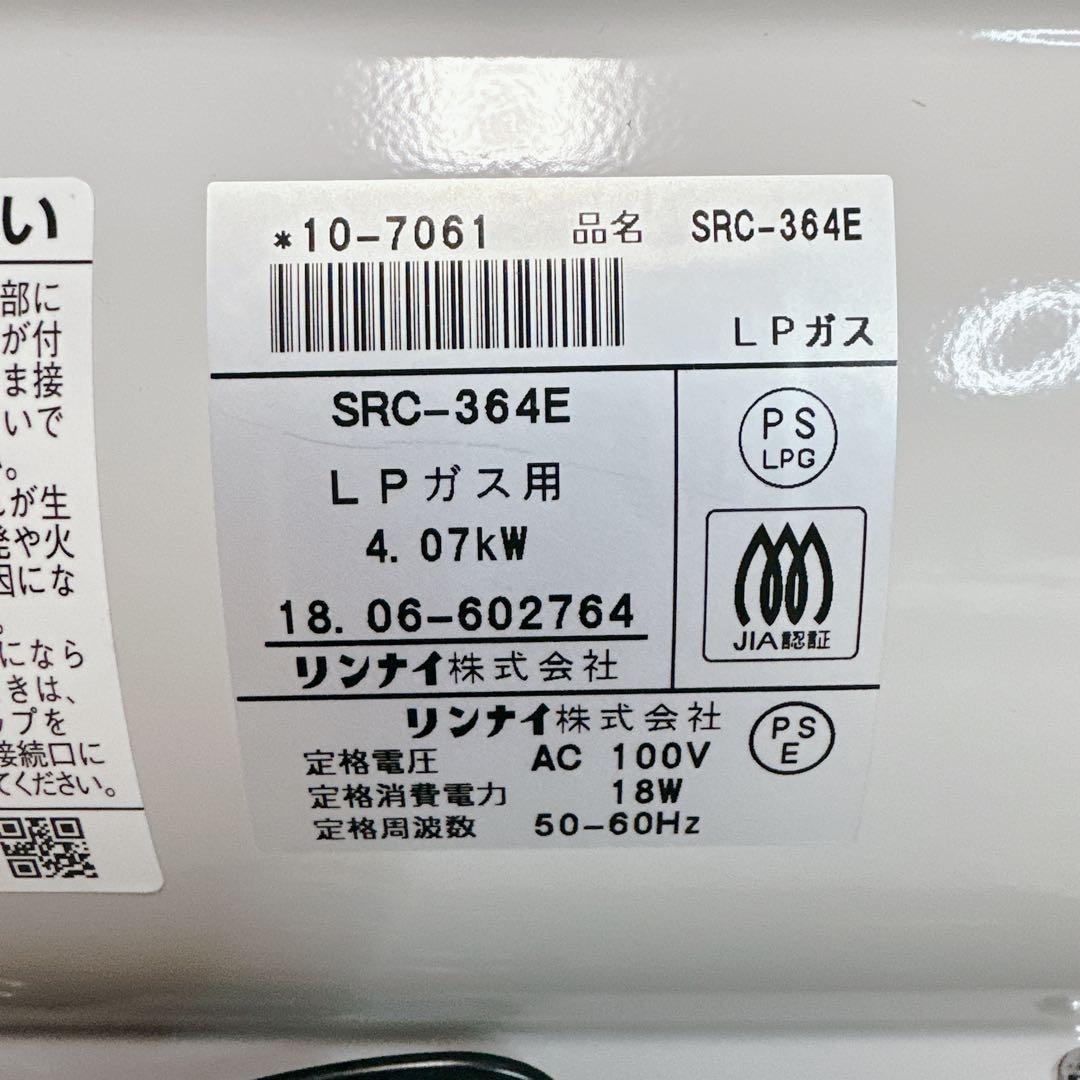 い
部に
が付
ま接
いで
。
が生
や火
因にな
。
になら
きは、
ップを
接続口に
てください。
*10-7061 品名 SRC-364E
LPガス
SRC-364E
LPガス用
4.07kW
18.06-602764
リンナイ株式会社
PS
LPG
JIA認証
リンナイ株式会社
PS
E
定格電圧 AC 100V
定格消費電力 18W
定格周波数 50-60Hz